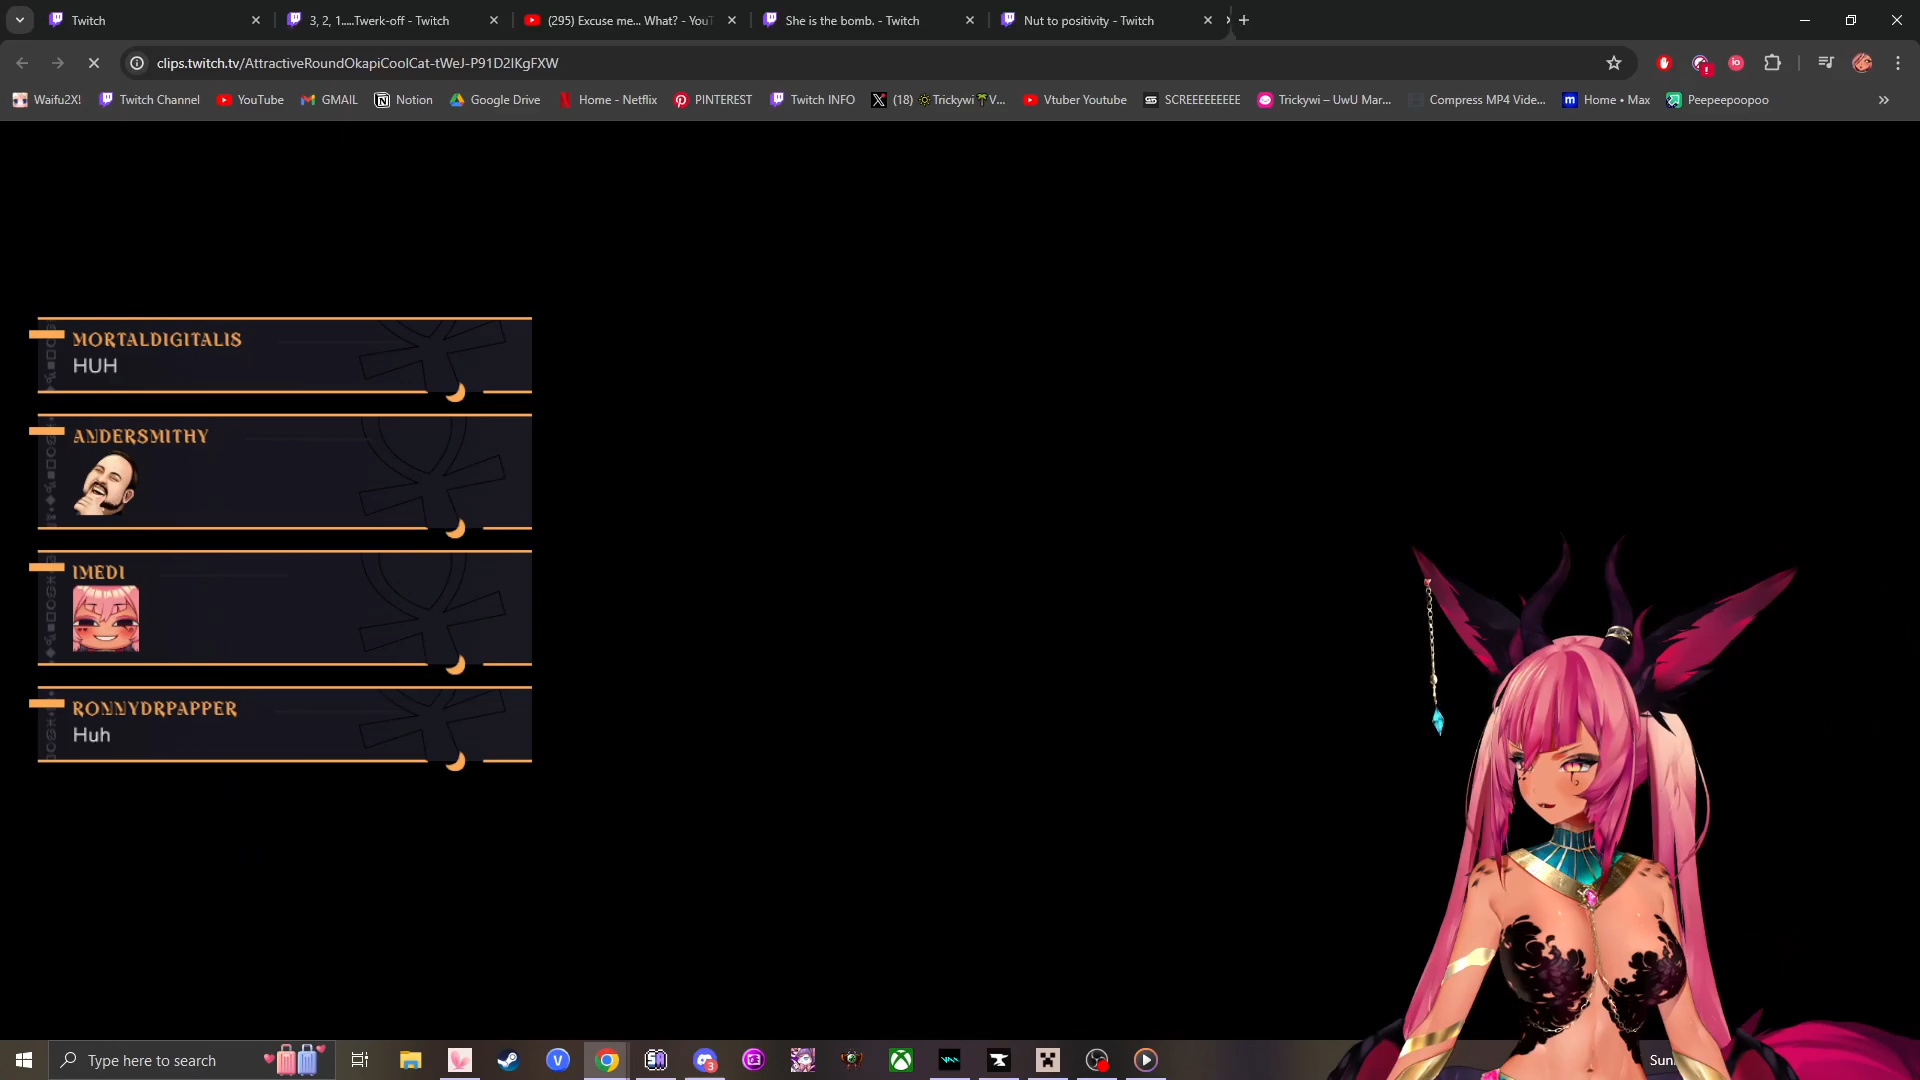 Twitch
3, 2, 1.....Twerk-off - Twitch
(295) Excuse me... What? - YouT
She is the bomb. - Twitch
Nut to positivity - Twitch
clips.twitch.tv/AttractiveRoundOkapiCoolCat-tWeJ-P91D2IKgFXW
Waifu2X!
Twitch Channel
YouTube
GMAIL
Notion
Google Drive
Home - Netflix
PINTEREST
Twitch INFO
(18) 🔅Trickywi🌴V...
Vtuber Youtube
SCREEEEEEEEE
Trickywi – UwU Mar...
Compress MP4 Vide...
Home • Max
Peepeepoopoo
MORTALDIGITALIS
HUH
ANDERSMITHY
IMEDI
RONNYDRPAPPER
Huh
Type here to search
3